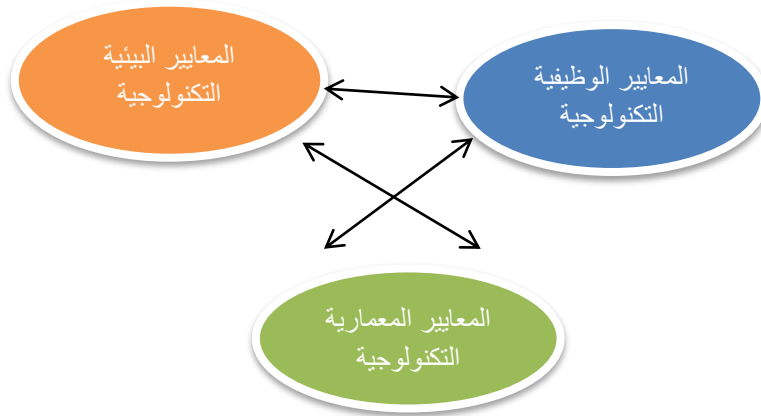 المعايير الوظيفية
التكنولوجية
المعايير البيئية
التكنولوجية
المعايير المعمارية
التكنولوجية